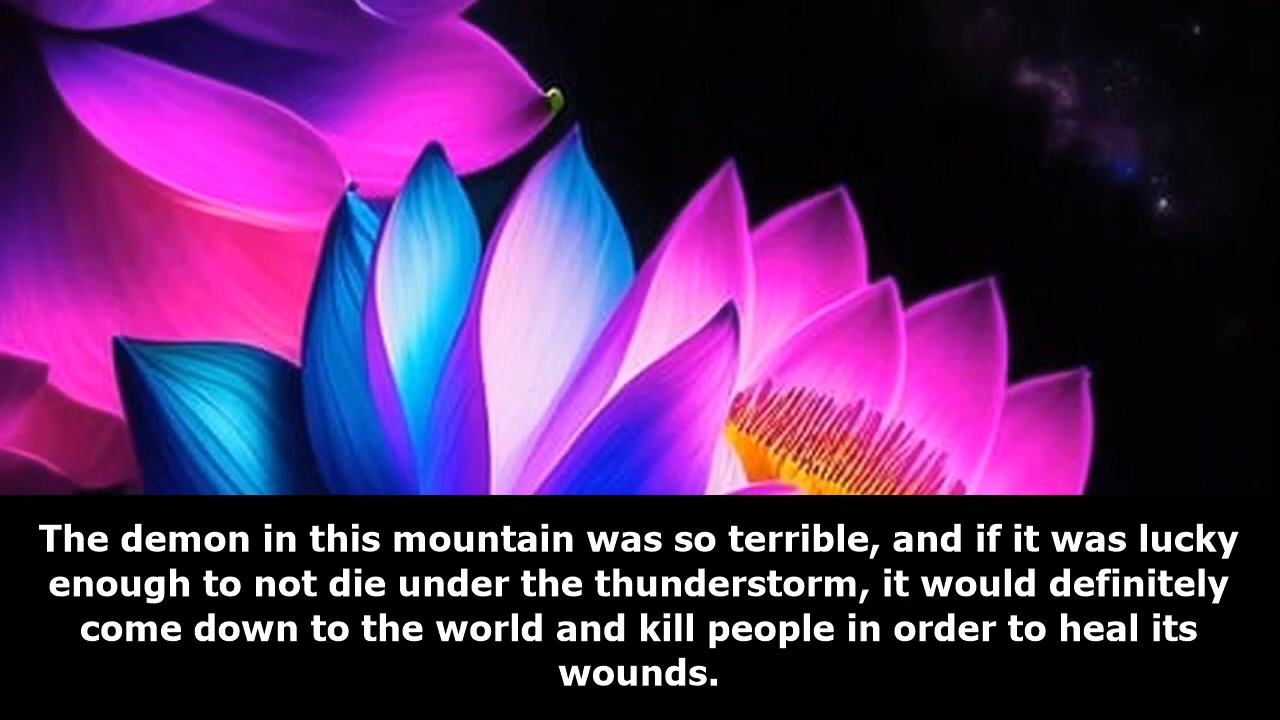 The demon in this mountain was so terrible, and if it was lucky
enough to not die under the thunderstorm, it would definitely
come down to the world and kill people in order to heal its
wounds.